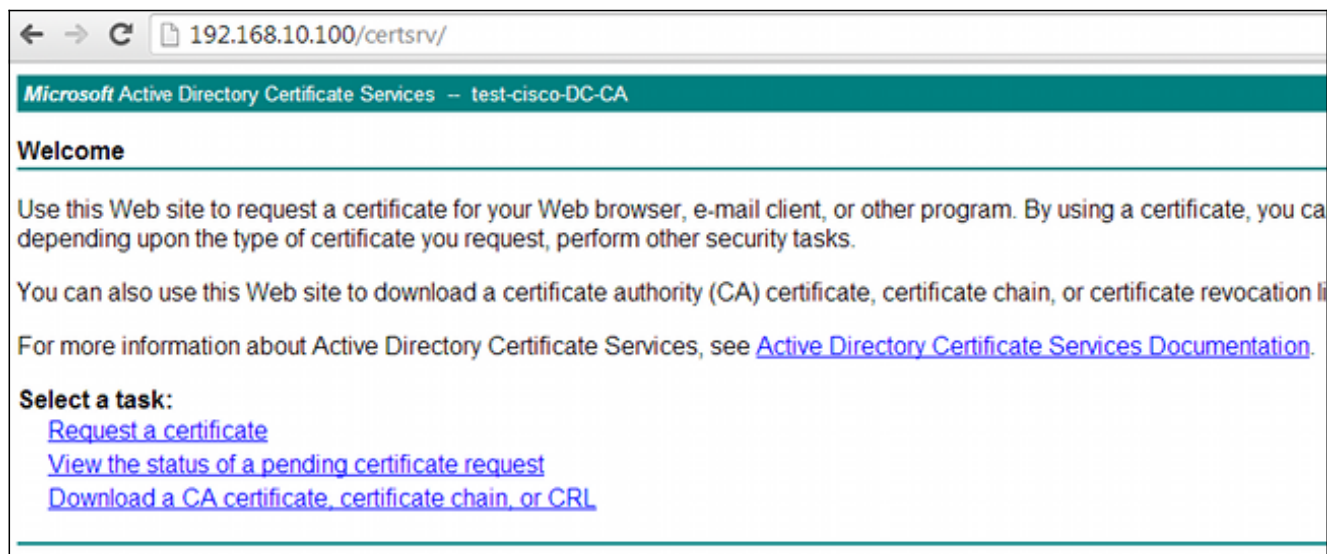 192.168.10.100/certsrv/
Microsoft Active Directory Certificate Services -- test-cisco-DC-CA
Welcome
Use this Web site to request a certificate for your Web browser, e-mail client, or other program. By using a certificate, you ca
depending upon the type of certificate you request, perform other security tasks.
You can also use this Web site to download a certificate authority (CA) certificate, certificate chain, or certificate revocation li
For more information about Active Directory Certificate Services, see Active Directory Certificate Services Documentation.
Select a task:
Request a certificate
View the status of a pending certificate request
Download a CA certificate, certificate chain, or CRL